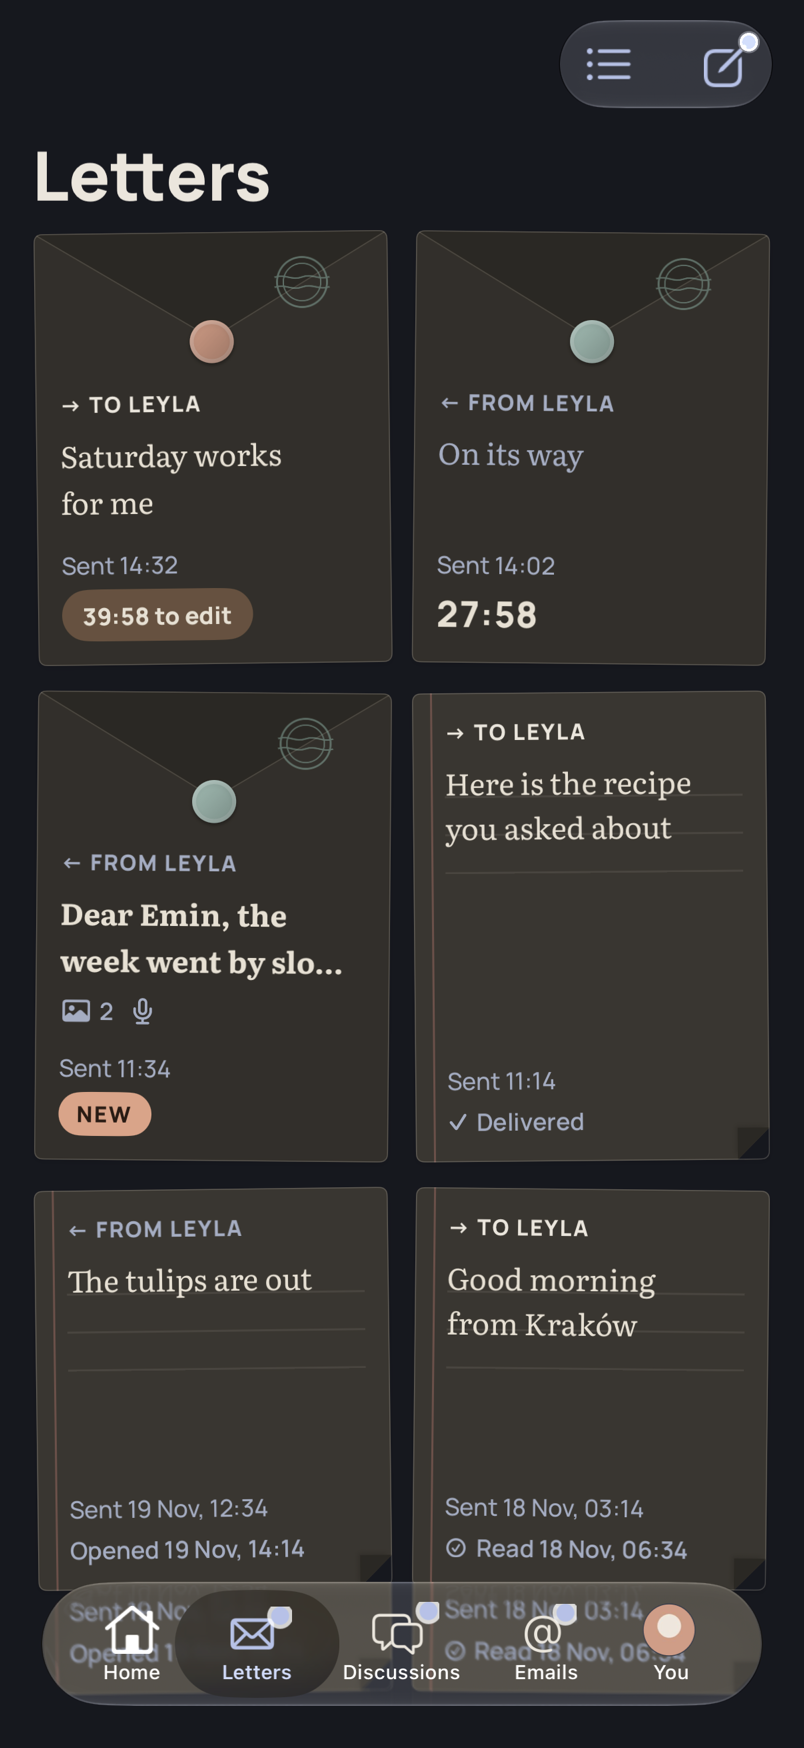 Letters
→ TO LEYLA
Saturday works
for me
Sent 14:32
39:58 to edit
← FROM LEYLA
On its way
Sent 14:02
27:58
← FROM LEYLA
Dear Emin, the
week went by slo...
2
Sent 11:34
NEW
→ TO LEYLA
Here is the recipe
you asked about
Sent 11:14
✓ Delivered
← FROM LEYLA
The tulips are out
Sent 19 Nov, 12:34
Opened 19 Nov, 14:14
→ TO LEYLA
Good morning
from Kraków
Sent 18 Nov, 03:14
Read 18 Nov, 06:34
Home
Letters
Discussions
Emails
You